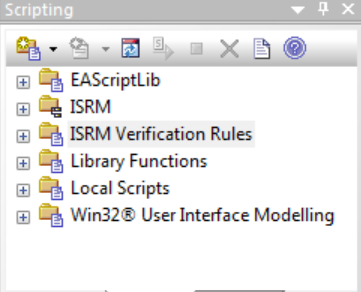 Scripting
EAScriptLib
ISRM
ISRM Verification Rules
Library Functions
Local Scripts
Win32® User Interface Modelling